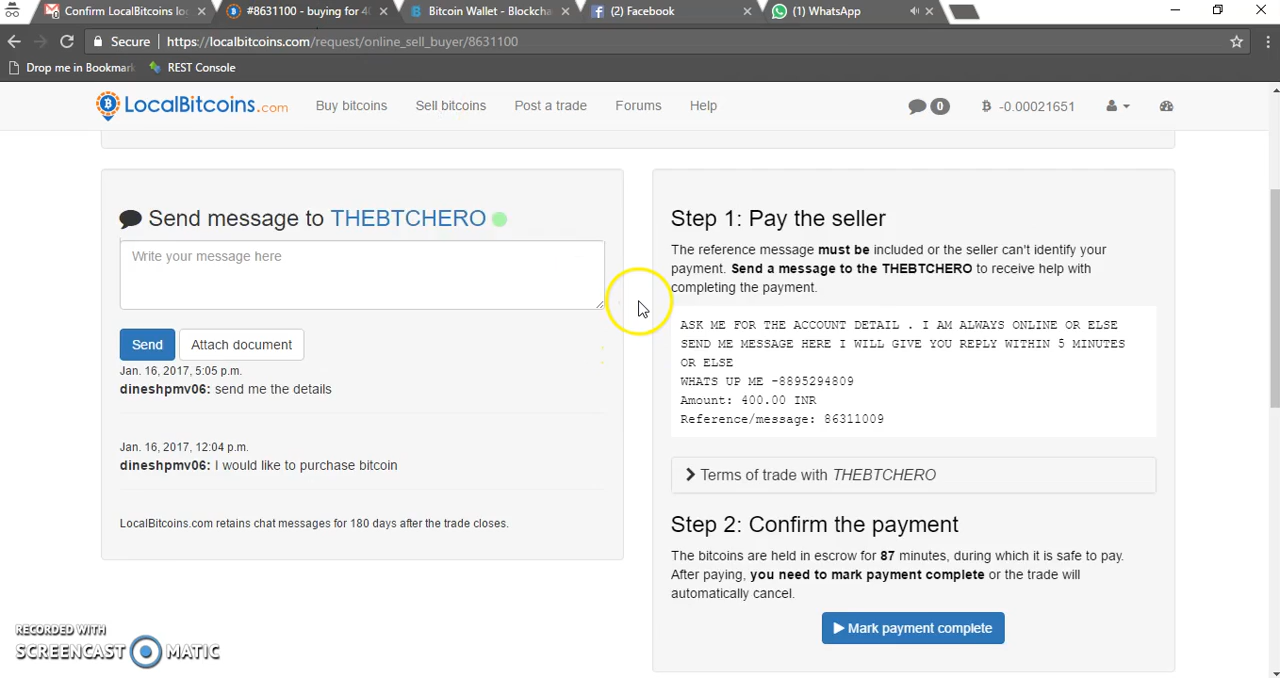 Confirm LocalBitcoins lo
#8631100 - buying for 40
Bitcoin Wallet - Blockcha
(1) Facebook
(1) WhatsApp
Secure
https://localbitcoins.com/request/online_sell_buyer/8631100
Drop me in Bookmar
REST Console
LocalBitcoins.com
Buy bitcoins
Sell bitcoins
Post a trade
Forums
Help
0
-0.00021651
Send message to THEBTCHERO
Write your message here
Send
Attach document
Jan. 16, 2017, 5:05 p.m.
dineshpmv06: send me the details
Jan. 16, 2017, 12:04 p.m.
dineshpmv06: I would like to purchase bitcoin
LocalBitcoins.com retains chat messages for 180 days after the trade closes.
Step 1: Pay the seller
The reference message must be included or the seller can't identify your
payment. Send a message to the THEBTCHERO to receive help with
completing the payment.
ASK ME FOR THE ACCOUNT DETAIL . I AM ALWAYS ONLINE OR ELSE
SEND ME MESSAGE HERE I WILL GIVE YOU REPLY WITHIN 5 MINUTES
OR ELSE
WHATS UP ME -8895294809
Amount: 400.00 INR
Reference/message: 86311009
Terms of trade with THEBTCHERO
Step 2: Confirm the payment
The bitcoins are held in escrow for 87 minutes, during which it is safe to pay.
After paying, you need to mark payment complete or the trade will
automatically cancel.
Mark payment complete
RECORDED WITH
SCREENCAST MATIC